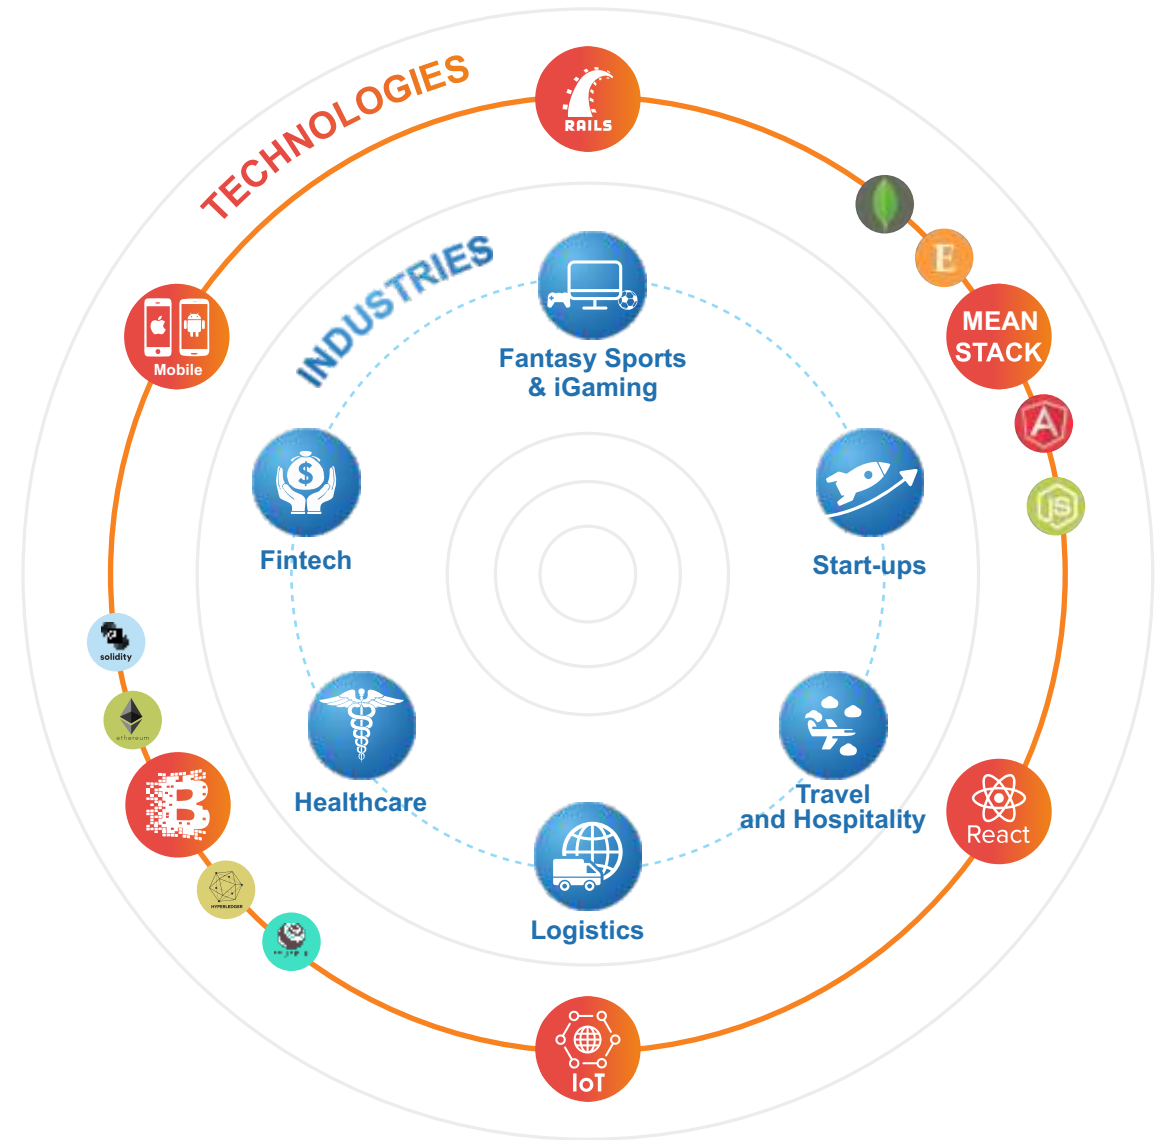 TECHNOLOGIES
RAILS
INDUSTRIES
E
MEAN
STACK
Mobile
Fantasy Sports
& iGaming
A
JS
$
Fintech
Start-ups
solidity
ethereum
B
Healthcare
Travel
and Hospitality
React
HYPERLEDGER
Logistics
IoT